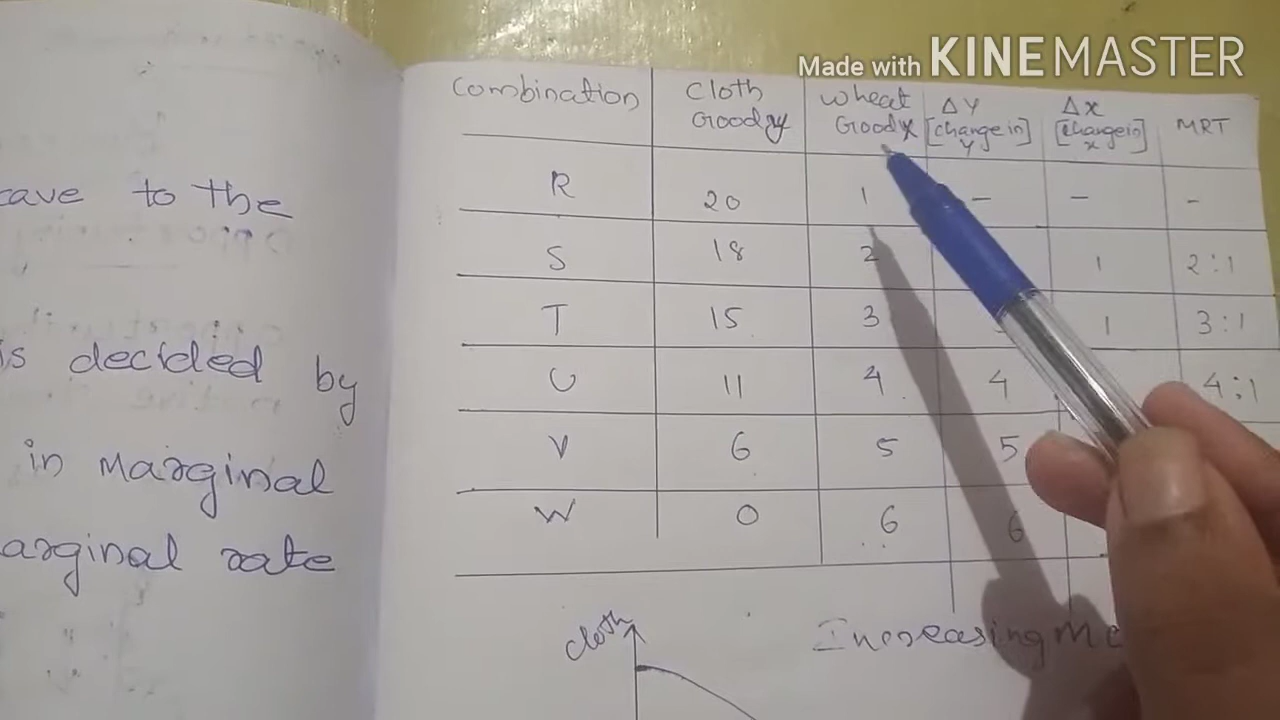 Made with KINEMASTER
cave to the
is decided by
in Marginal
arginal rate
Combination Cloth Good y Wheat Good x ΔY [change in y] ΔX [change in x] MRT
R 20 1 - - -
S 18 2 1 2:1
T 15 3 1 3:1
U 11 4 4 4:1
V 6 5 5
W 0 6 6
Cloth
Increasing